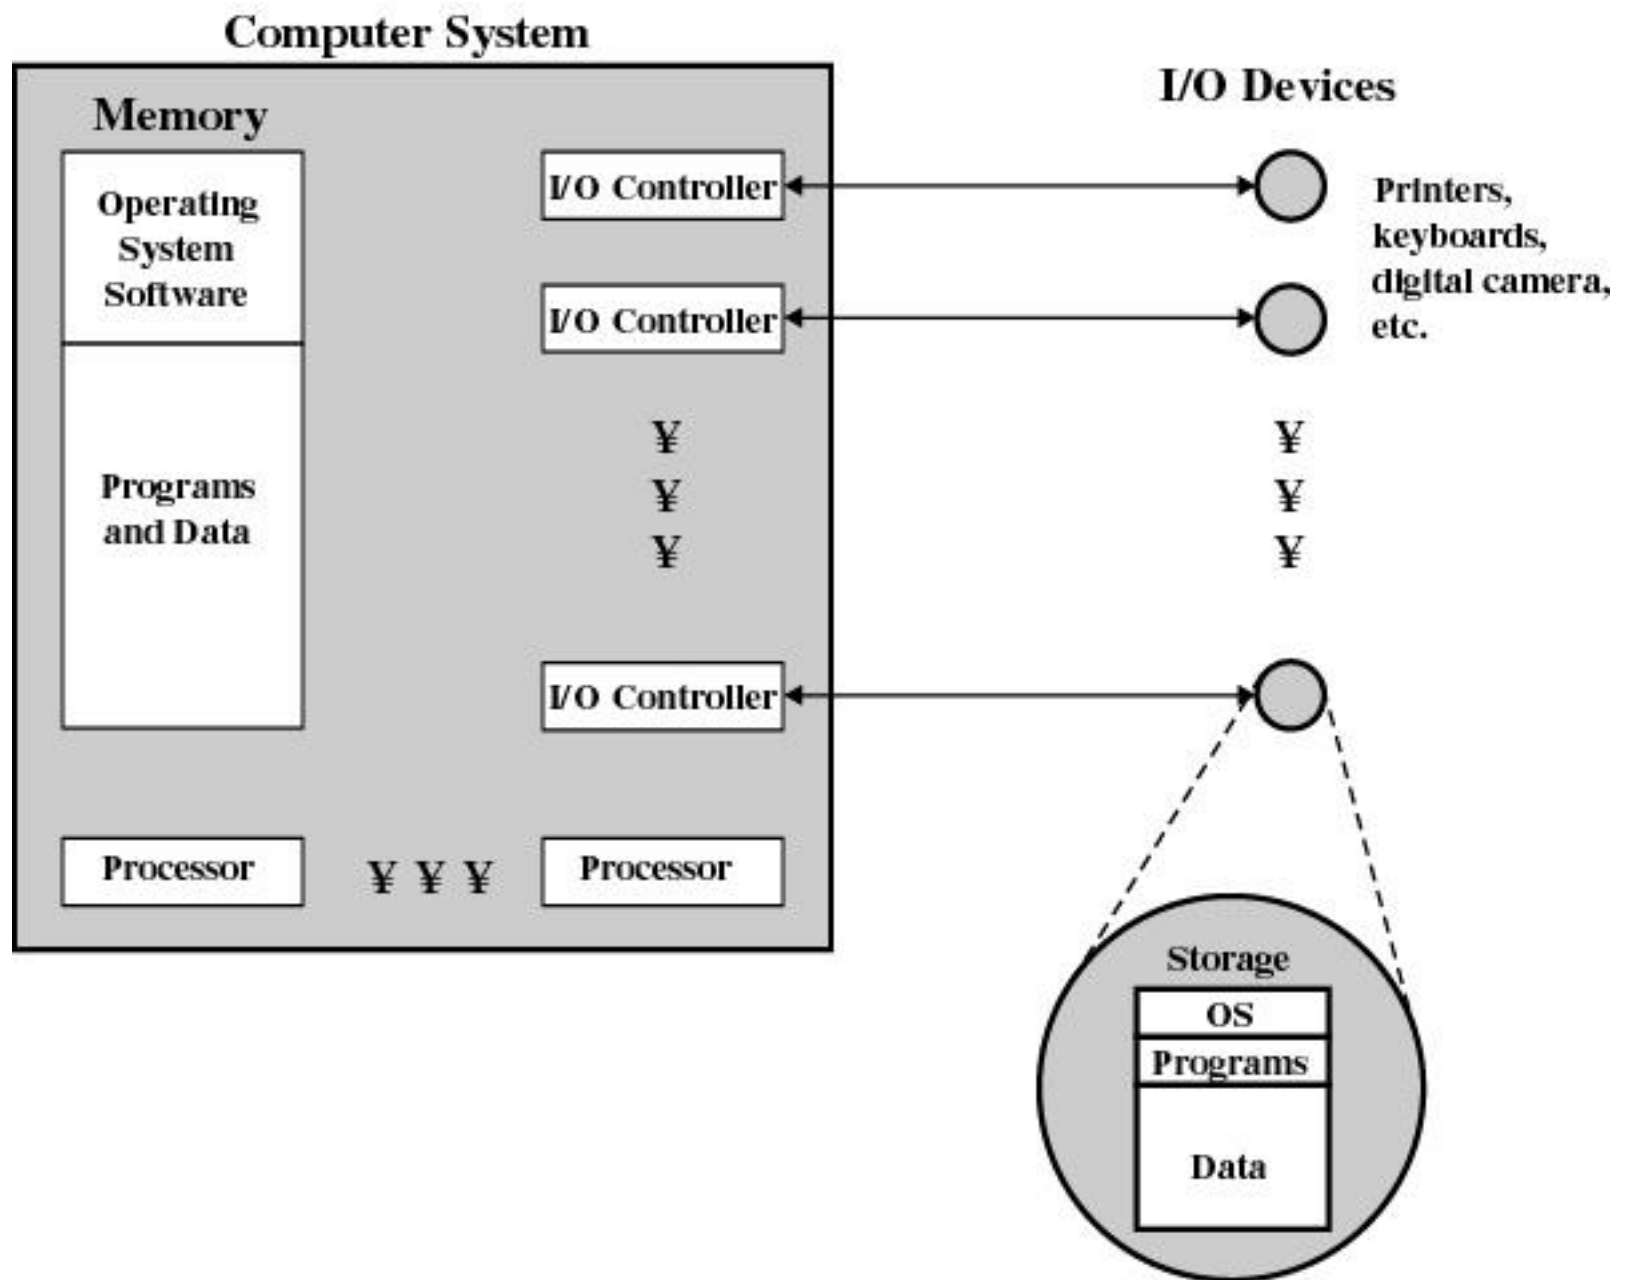 Computer System
Memory
Operating
System
Software
Programs
and Data
I/O Controller
I/O Controller
¥
¥
¥
I/O Controller
Processor
¥ ¥ ¥
Processor
I/O Devices
Printers,
keyboards,
digital camera,
etc.
¥
¥
¥
Storage
OS
Programs
Data